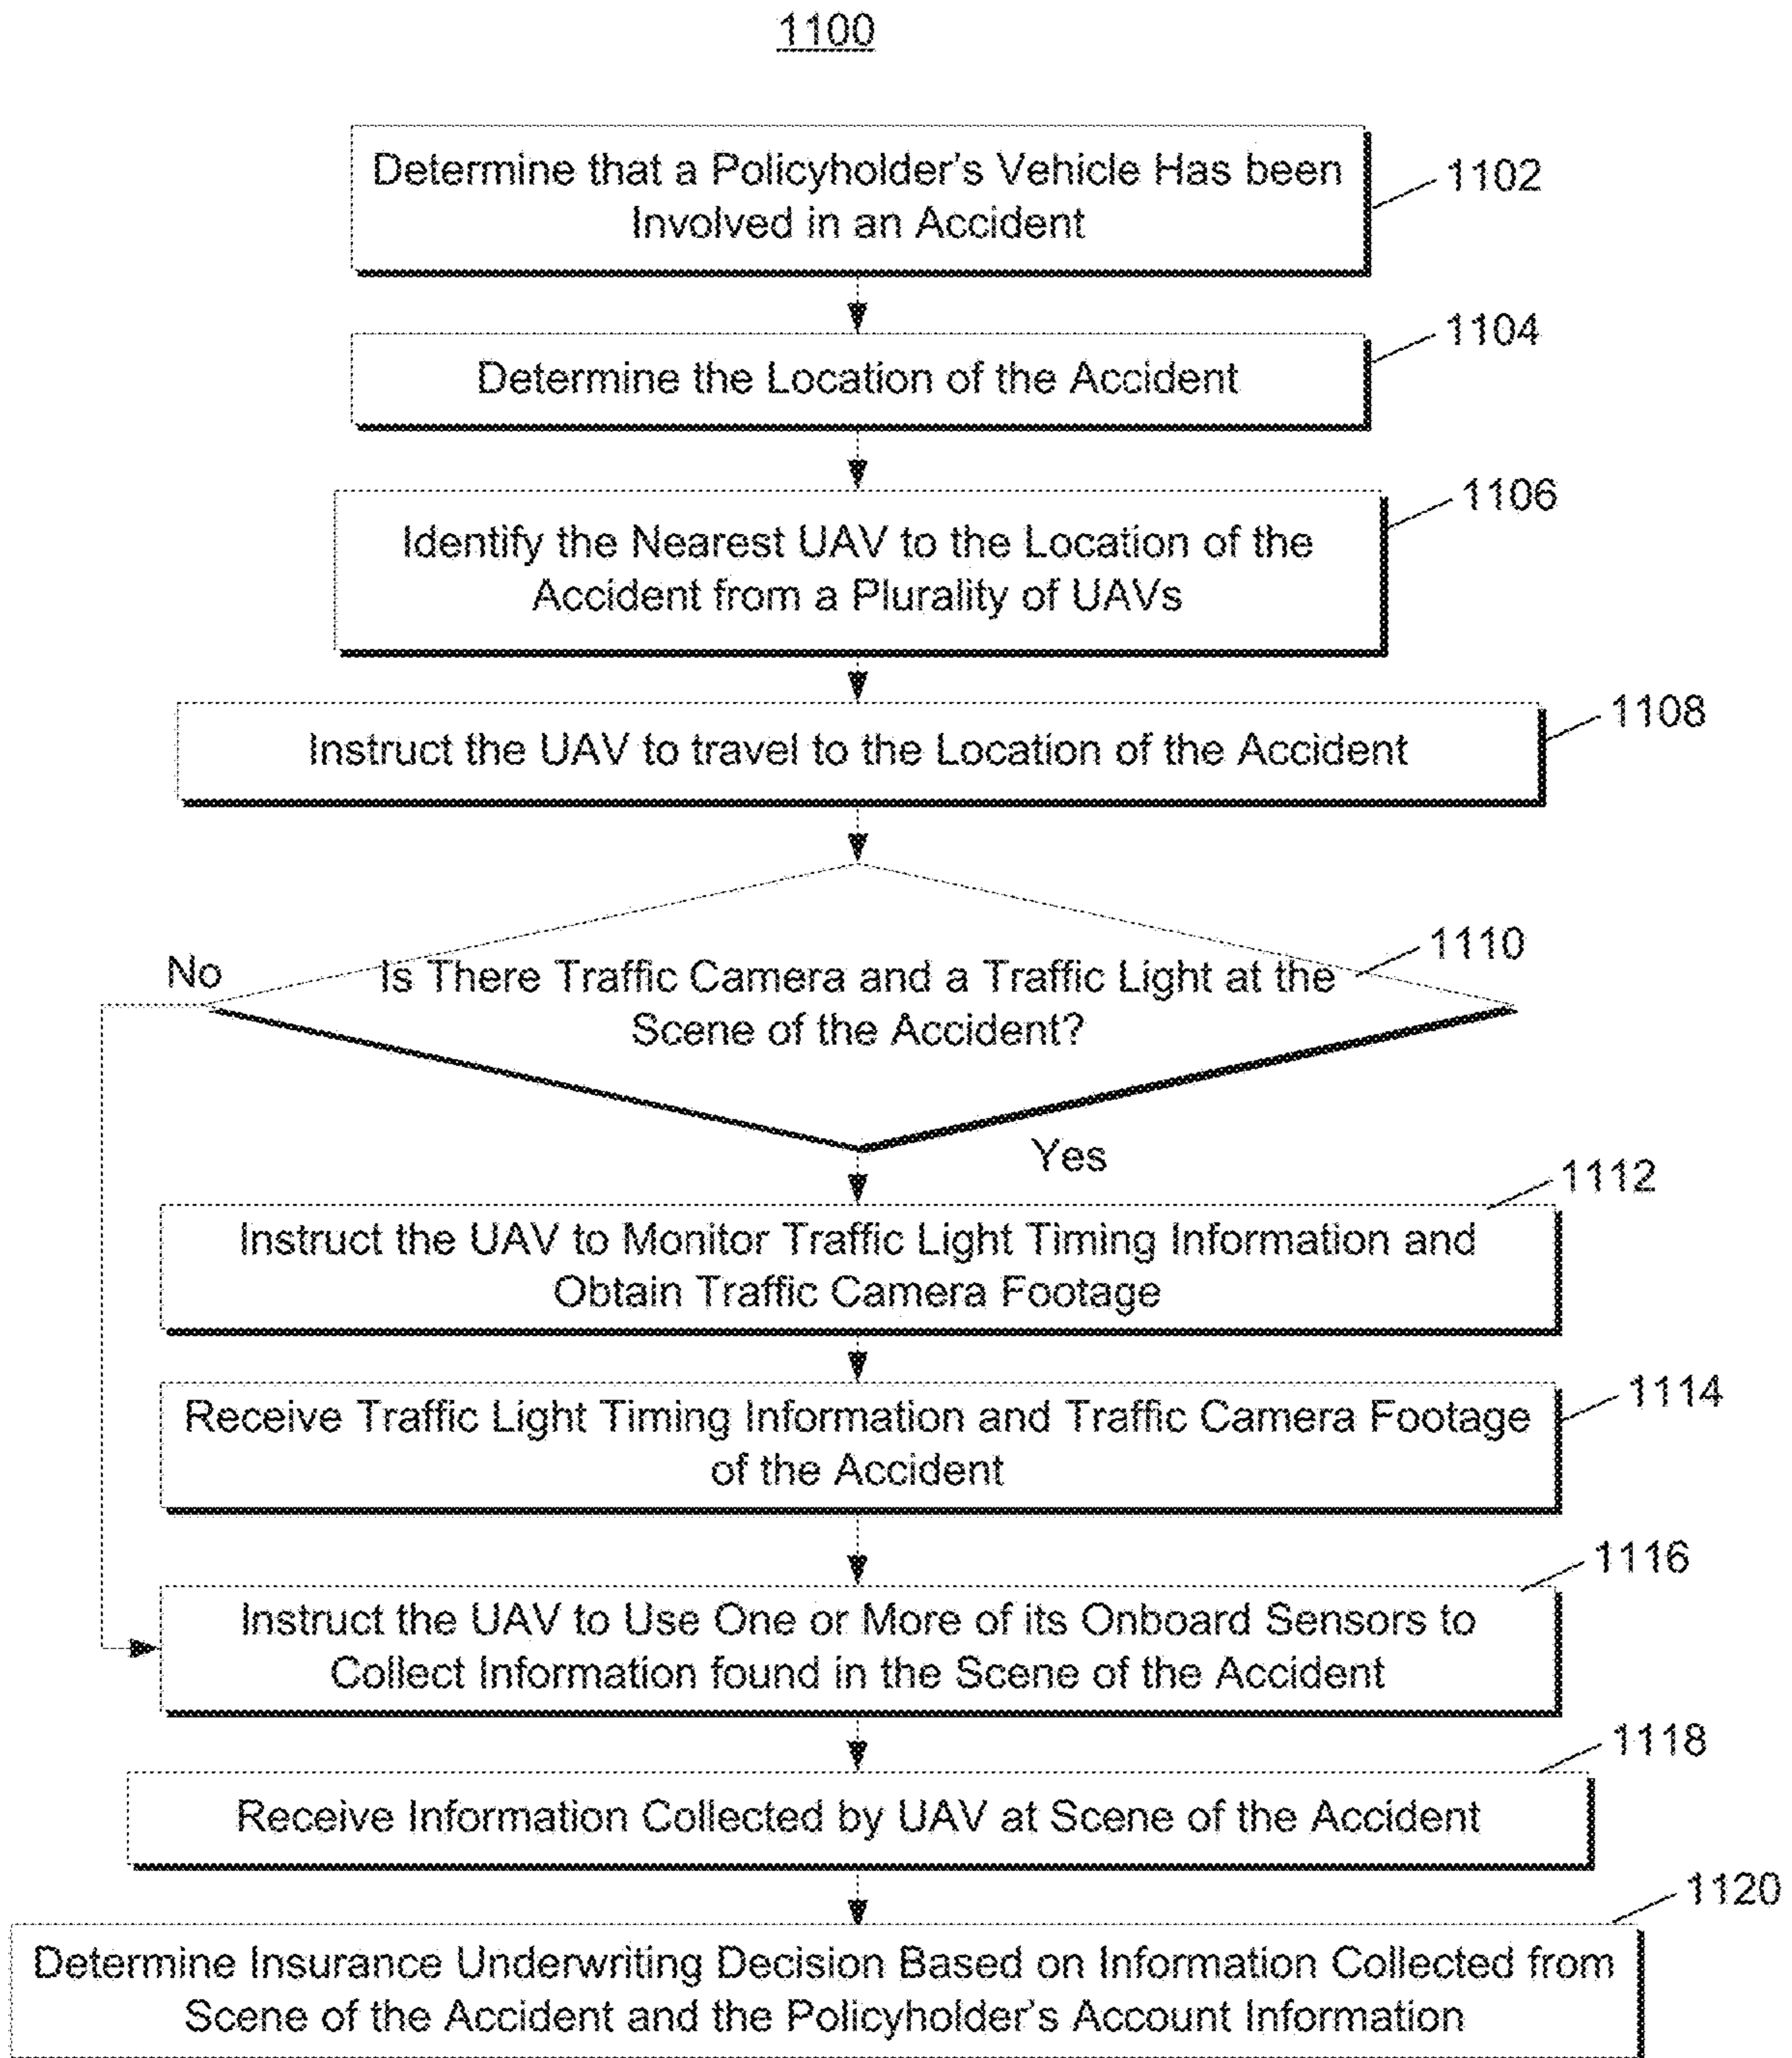 1100
Determine that a Policyholder's Vehicle Has been
Involved in an Accident
1102
Determine the Location of the Accident
1104
Identify the Nearest UAV to the Location of the
Accident from a Plurality of UAVs
1106
Instruct the UAV to travel to the Location of the Accident
1108
Is There Traffic Camera and a Traffic Light at the
Scene of the Accident?
1110
No
Yes
Instruct the UAV to Monitor Traffic Light Timing Information and
Obtain Traffic Camera Footage
1112
Receive Traffic Light Timing Information and Traffic Camera Footage
of the Accident
1114
Instruct the UAV to Use One or More of its Onboard Sensors to
Collect Information found in the Scene of the Accident
1116
Receive Information Collected by UAV at Scene of the Accident
1118
Determine Insurance Underwriting Decision Based on Information Collected from
Scene of the Accident and the Policyholder's Account Information
1120